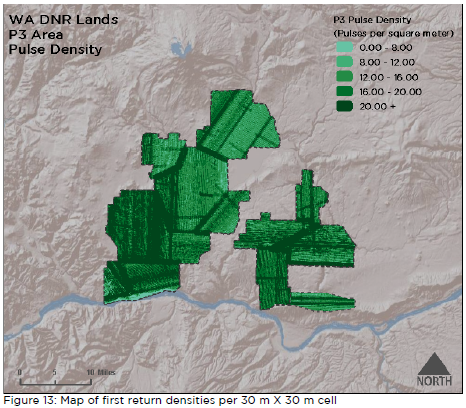 WA DNR Lands
P3 Area
Pulse Density
P3 Pulse Density
(Pulses per square meter)
0.00 - 8.00
8.00 - 12.00
12.00 - 16.00
16.00 - 20.00
20.00 +
0 5 10 Miles
NORTH
Figure 13: Map of first return densities per 30 m X 30 m cell